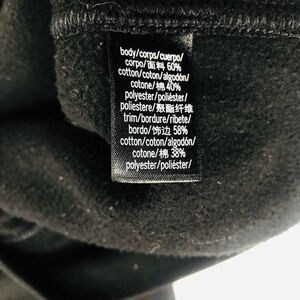 body/corps/cuerpo/
corpo/面料 60%
cotton/coton/algodón/
cotone/棉 40%
polyester/poliéster/
poliestere/聚酯纤维
trim/bordure/ribete/
bordo/饰边 58%
cotton/coton/algodón/
cotone/棉 38%
polyester/poliéster/